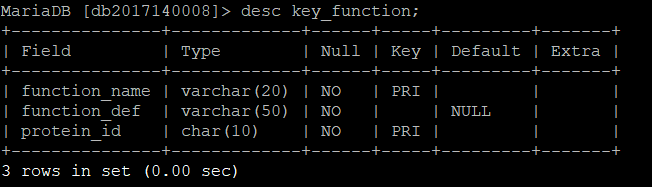 MariaDB [db2017140008]> desc key_function;
+---------------+-------------+------+-----+---------+-------+
| Field         | Type        | Null | Key | Default | Extra |
+---------------+-------------+------+-----+---------+-------+
| function_name | varchar(20) | NO   | PRI |         |       |
| function_def  | varchar(50) | NO   |     | NULL    |       |
| protein_id    | char(10)    | NO   | PRI |         |       |
+---------------+-------------+------+-----+---------+-------+
3 rows in set (0.00 sec)